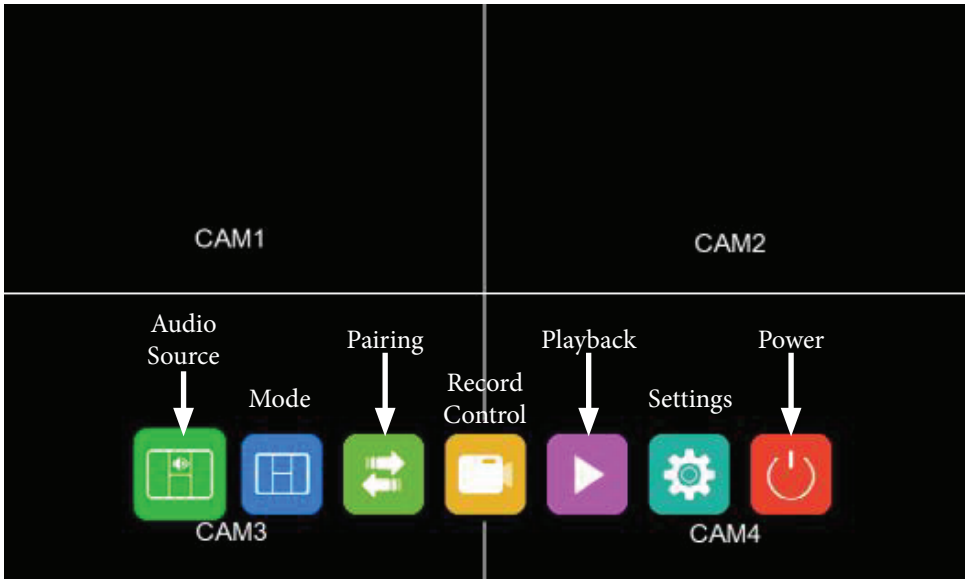 CAM1
CAM2
Audio
Source
Mode
Pairing
Record
Control
Playback
Settings
Power
CAM3
CAM4